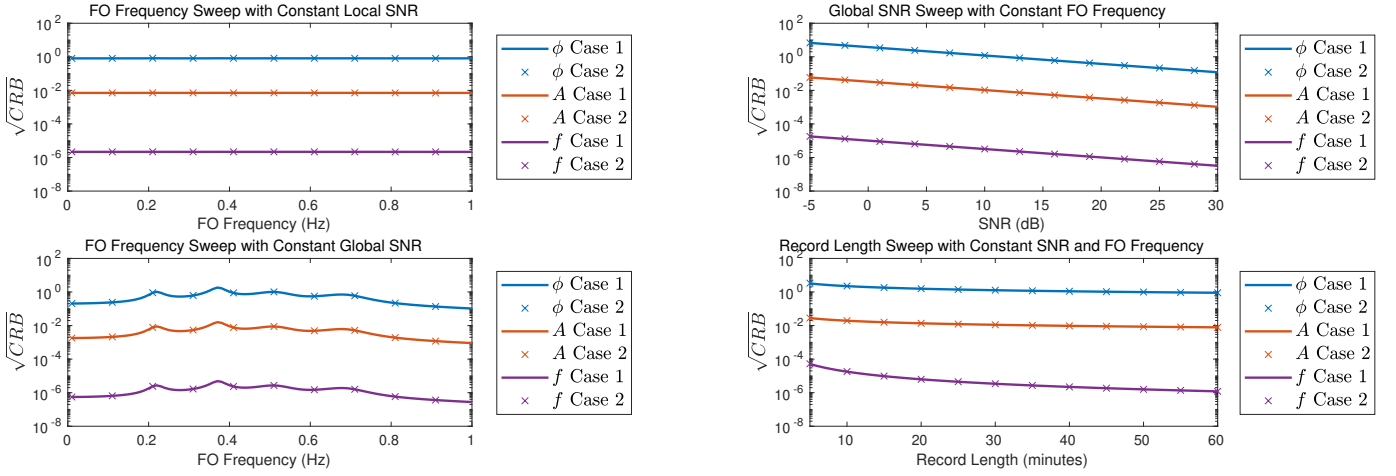 FO Frequency Sweep with Constant Local SNR
10^2
10^0
10^-2
10^-4
10^-6
10^-8
√CRB
0 0.2 0.4 0.6 0.8 1
FO Frequency (Hz)
ϕ Case 1
ϕ Case 2
A Case 1
A Case 2
f Case 1
f Case 2
Global SNR Sweep with Constant FO Frequency
10^2
10^0
10^-2
10^-4
10^-6
10^-8
√CRB
-5 0 5 10 15 20 25 30
SNR (dB)
ϕ Case 1
ϕ Case 2
A Case 1
A Case 2
f Case 1
f Case 2
FO Frequency Sweep with Constant Global SNR
10^2
10^0
10^-2
10^-4
10^-6
10^-8
√CRB
0 0.2 0.4 0.6 0.8 1
FO Frequency (Hz)
ϕ Case 1
ϕ Case 2
A Case 1
A Case 2
f Case 1
f Case 2
Record Length Sweep with Constant SNR and FO Frequency
10^2
10^0
10^-2
10^-4
10^-6
10^-8
√CRB
10 20 30 40 50 60
Record Length (minutes)
ϕ Case 1
ϕ Case 2
A Case 1
A Case 2
f Case 1
f Case 2